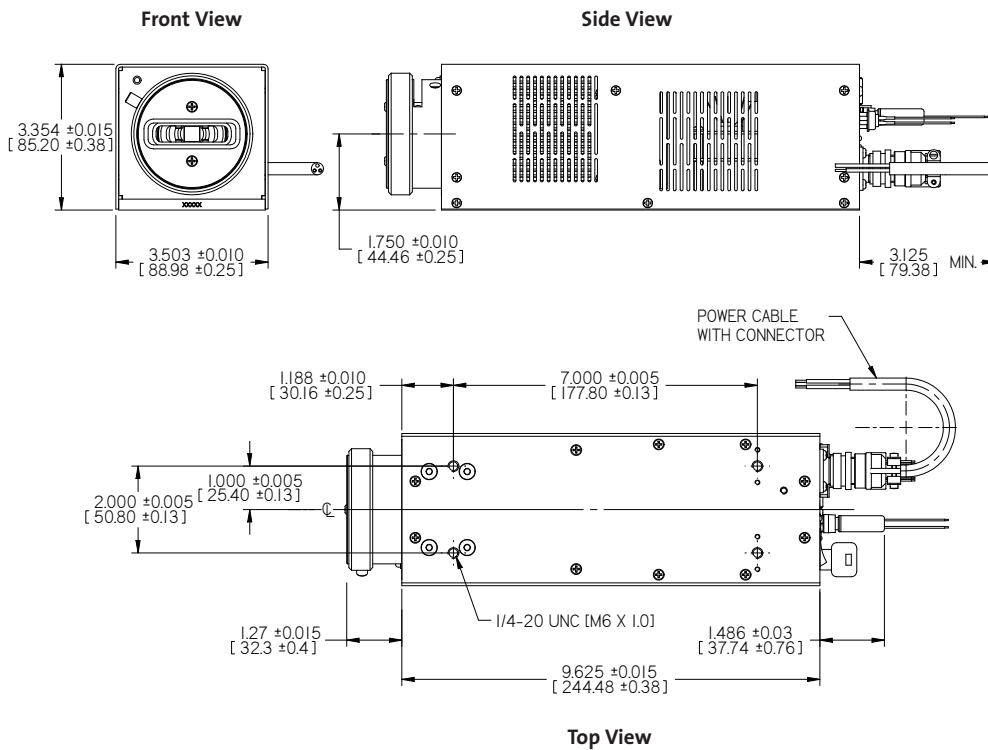 Front View
Side View
3.354 ±0.015
[ 85.20 ±0.38 ]
XXXXX
3.503 ±0.010
[ 88.98 ±0.25 ]
1.750 ±0.010
[ 44.46 ±0.25 ]
3.125
[ 79.38 ] MIN.
POWER CABLE
WITH CONNECTOR
1.188 ±0.010
[ 30.16 ±0.25 ]
7.000 ±0.005
[ 177.80 ±0.13 ]
1.000 ±0.005
[ 25.40 ±0.13 ]
2.000 ±0.005
[ 50.80 ±0.13 ]
℄
1/4-20 UNC [M6 X 1.0]
1.27 ±0.015
[ 32.3 ±0.4 ]
1.486 ±0.03
[ 37.74 ±0.76 ]
9.625 ±0.015
[ 244.48 ±0.38 ]
Top View